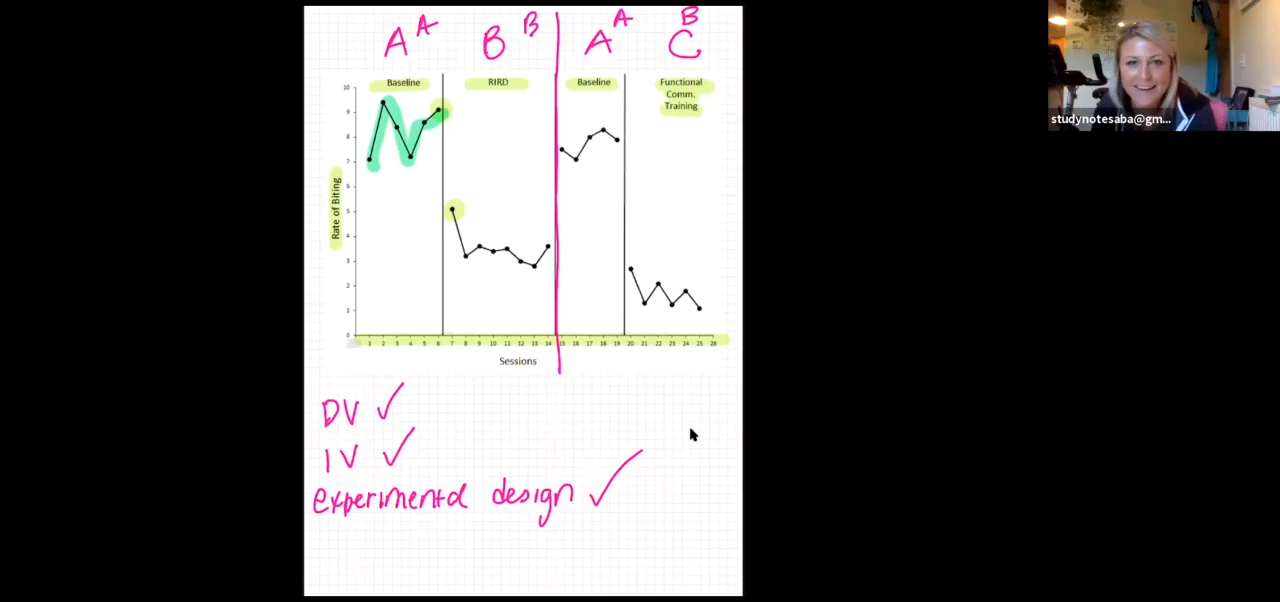 A A B B A A C B
Baseline RIRD Baseline Functional
Comm.
Training
10
9
8
7
6
5
4
3
2
1
0
Rate of Biting
1 2 3 4 5 6 7 8 9 10 11 12 13 14 15 16 17 18 19 20 21 22 23 24 25 26
Sessions
DV ✓
IV ✓
experimental design ✓
studynotesaba@gm...